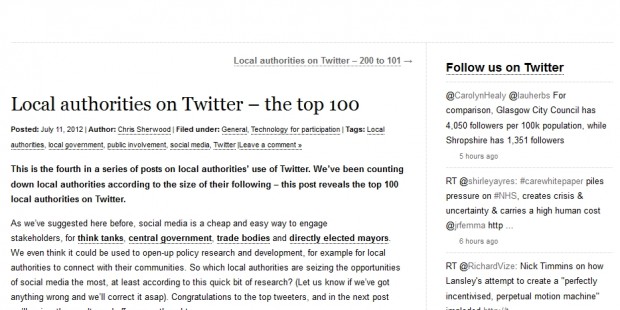 Local authorities on Twitter – 200 to 101 →
Local authorities on Twitter – the top 100
Posted: July 11, 2012 | Author: Chris Sherwood | Filed under: General, Technology for participation | Tags: Local
authorities, local government, public involvement, social media, Twitter |Leave a comment »
This is the fourth in a series of posts on local authorities' use of Twitter. We've been counting
down local authorities according to the size of their following – this post reveals the top 100
local authorities on Twitter.
As we've suggested here before, social media is a cheap and easy way to engage
stakeholders, for think tanks, central government, trade bodies and directly elected mayors.
We even think it could be used to open-up policy research and development, for example for local
authorities to connect with their communities. So which local authorities are seizing the opportunities
of social media the most, at least according to this quick bit of research? (Let us know if we've got
anything wrong and we'll correct it asap). Congratulations to the top tweeters, and in the next post
Follow us on Twitter
@CarolynHealy @lauherbs For
comparison, Glasgow City Council has
4,050 followers per 100k population, while
Shropshire has 1,351 followers
5 hours ago
RT @shirleyayres: #carewhitepaper piles
pressure on #NHS, creates crisis &
uncertainty & carries a high human cost
@jrfemma http ...
6 hours ago
RT @RichardVize: Nick Timmins on how
Lansley's attempt to create a "perfectly
incentivised, perpetual motion machine"